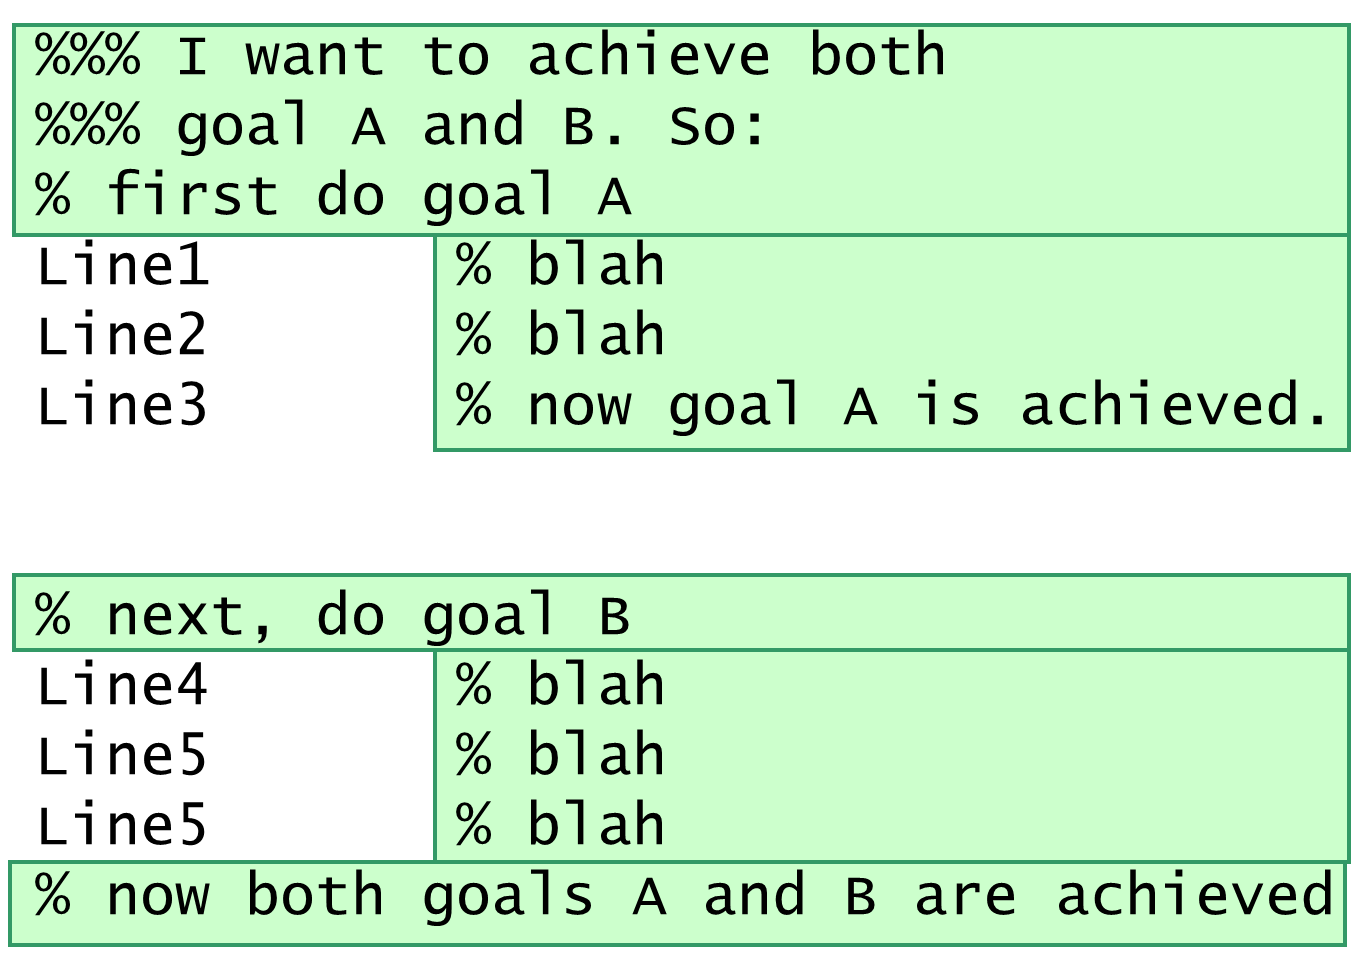 %%% I want to achieve both
%%% goal A and B. So:
% first do goal A
Line1       % blah
Line2       % blah
Line3       % now goal A is achieved.
% next, do goal B
Line4       % blah
Line5       % blah
Line5       % blah
% now both goals A and B are achieved